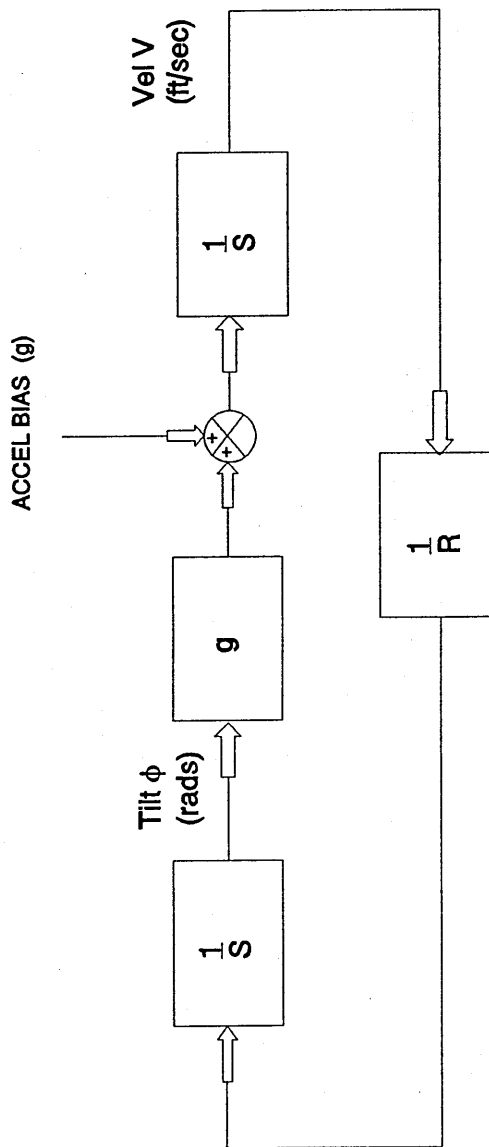 ACCEL BIAS (g)
1
S
Tilt ϕ
(rads)
g
+
+
1
S
Vel V
(ft/sec)
1
R